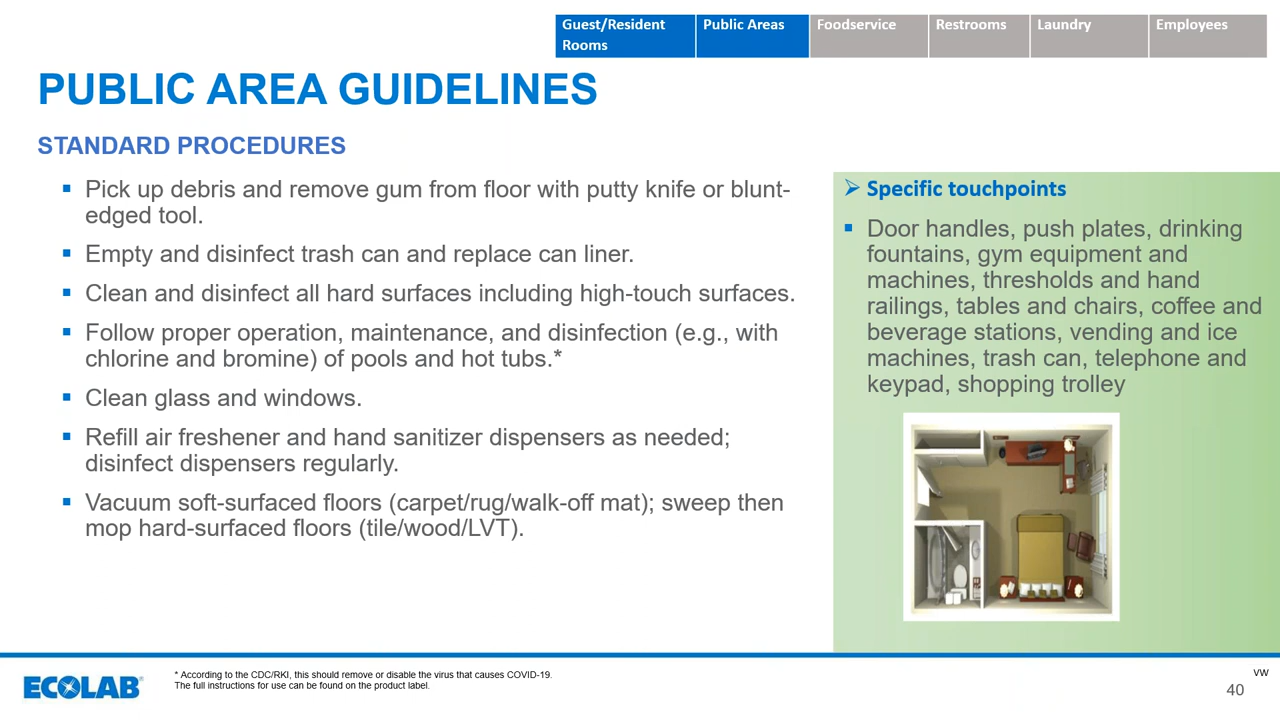 Guest/Resident
Rooms
Public Areas
Foodservice
Restrooms
Laundry
Employees
PUBLIC AREA GUIDELINES
STANDARD PROCEDURES
▪ Pick up debris and remove gum from floor with putty knife or blunt-
edged tool.
▪ Empty and disinfect trash can and replace can liner.
▪ Clean and disinfect all hard surfaces including high-touch surfaces.
▪ Follow proper operation, maintenance, and disinfection (e.g., with
chlorine and bromine) of pools and hot tubs.*
▪ Clean glass and windows.
▪ Refill air freshener and hand sanitizer dispensers as needed;
disinfect dispensers regularly.
▪ Vacuum soft-surfaced floors (carpet/rug/walk-off mat); sweep then
mop hard-surfaced floors (tile/wood/LVT).
➢ Specific touchpoints
▪ Door handles, push plates, drinking
fountains, gym equipment and
machines, thresholds and hand
railings, tables and chairs, coffee and
beverage stations, vending and ice
machines, trash can, telephone and
keypad, shopping trolley
ECOLAB®
* According to the CDC/RKI, this should remove or disable the virus that causes COVID-19.
The full instructions for use can be found on the product label.
VW
40